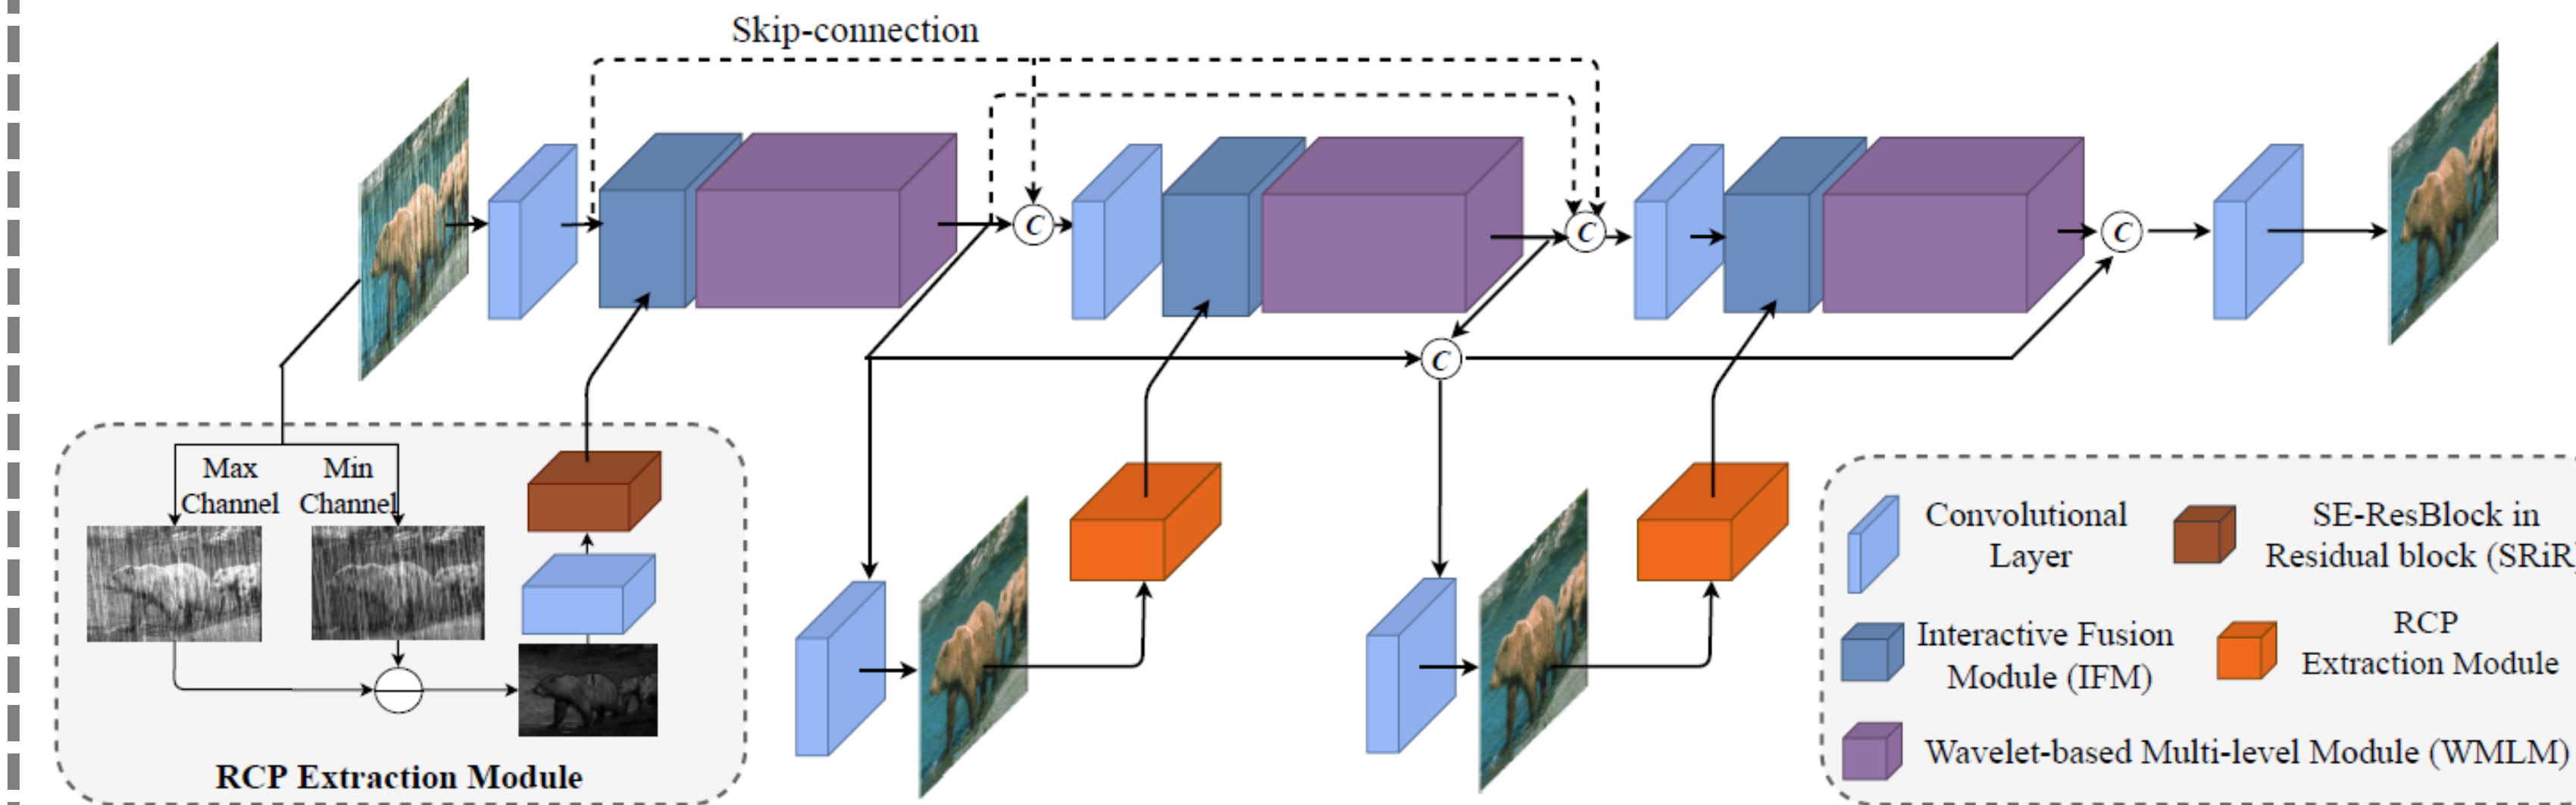 Skip-connection
C
C
C
C
Max
Channel
Min
Channel
RCP Extraction Module
Convolutional
Layer
SE-ResBlock in
Residual block (SRiR
Interactive Fusion
Module (IFM)
RCP
Extraction Module
Wavelet-based Multi-level Module (WMLM)